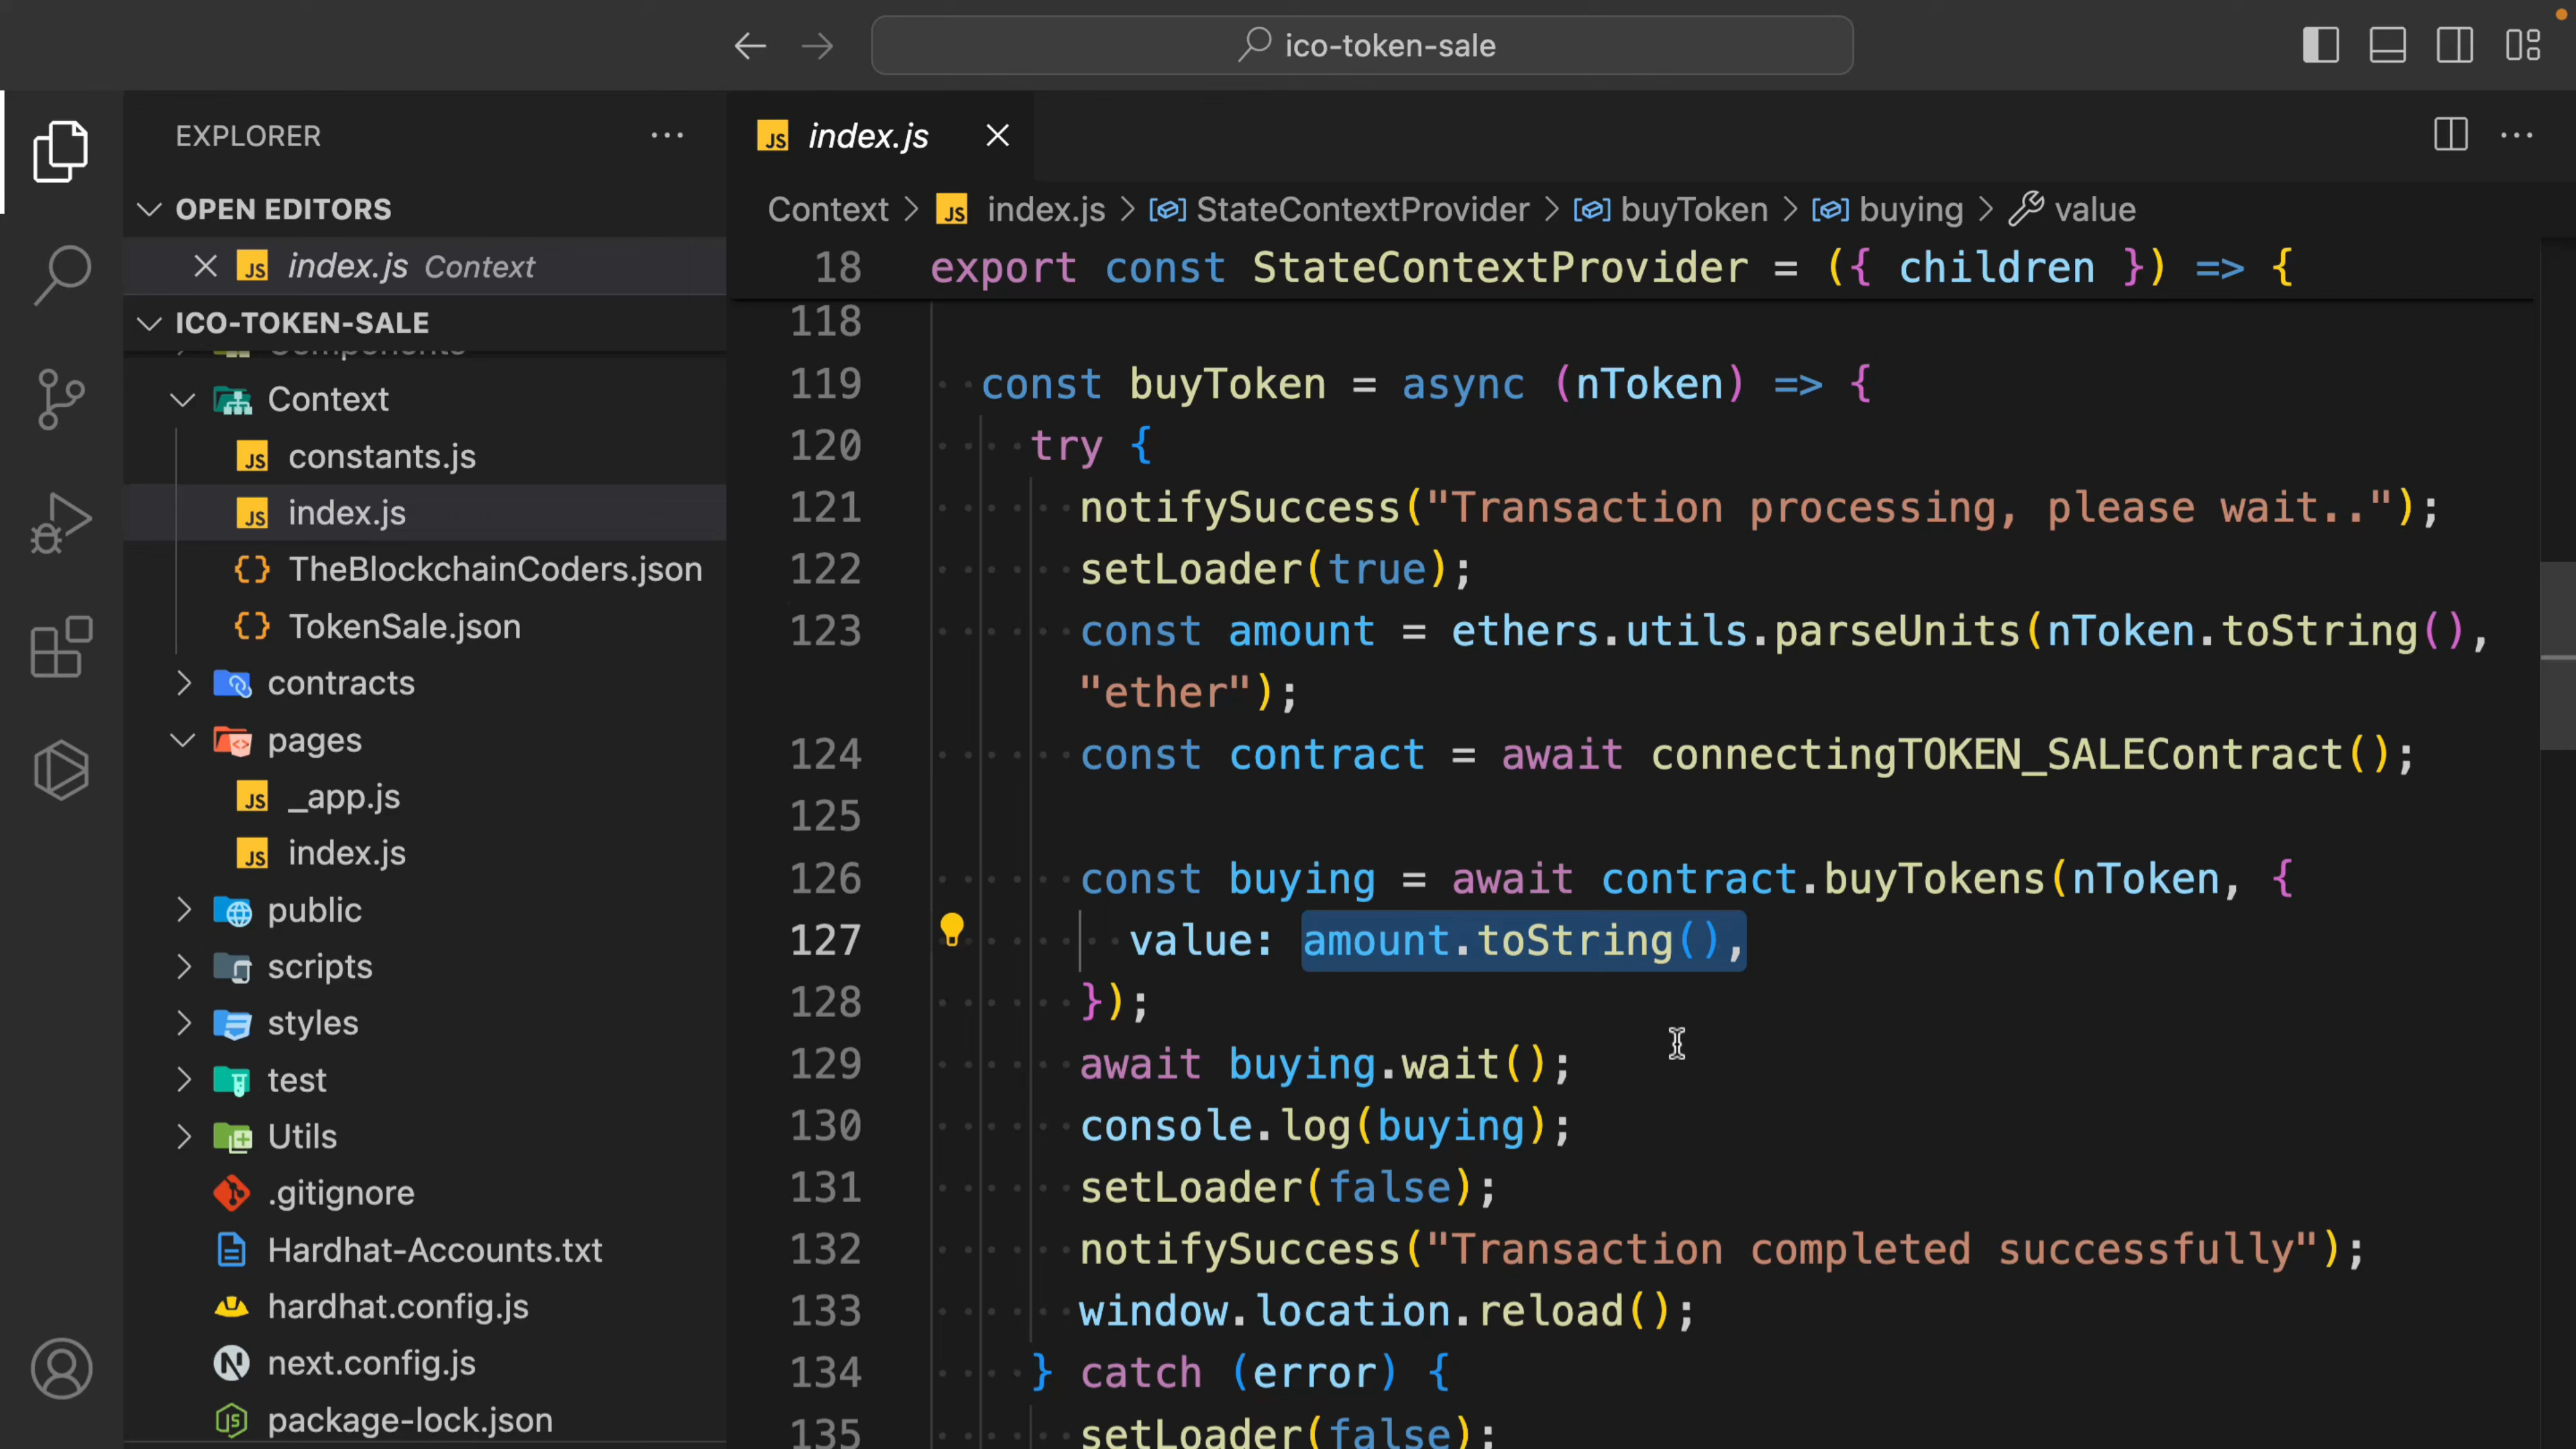 ico-token-sale
EXPLORER
OPEN EDITORS
index.js Context
ICO-TOKEN-SALE
Components
Context
constants.js
index.js
TheBlockchainCoders.json
TokenSale.json
contracts
pages
_app.js
index.js
public
scripts
styles
test
Utils
.gitignore
Hardhat-Accounts.txt
hardhat.config.js
next.config.js
package-lock.json
index.js
Context > index.js > StateContextProvider > buyToken > buying > value
18 export const StateContextProvider = ({ children }) => {
118
119 const buyToken = async (nToken) => {
120 try {
121 notifySuccess("Transaction processing, please wait..");
122 setLoader(true);
123 const amount = ethers.utils.parseUnits(nToken.toString(),
"ether");
124 const contract = await connectingTOKEN_SALEContract();
125
126 const buying = await contract.buyTokens(nToken, {
127 value: amount.toString(),
128 });
129 await buying.wait();
130 console.log(buying);
131 setLoader(false);
132 notifySuccess("Transaction completed successfully");
133 window.location.reload();
134 } catch (error) {
135 setLoader(false);